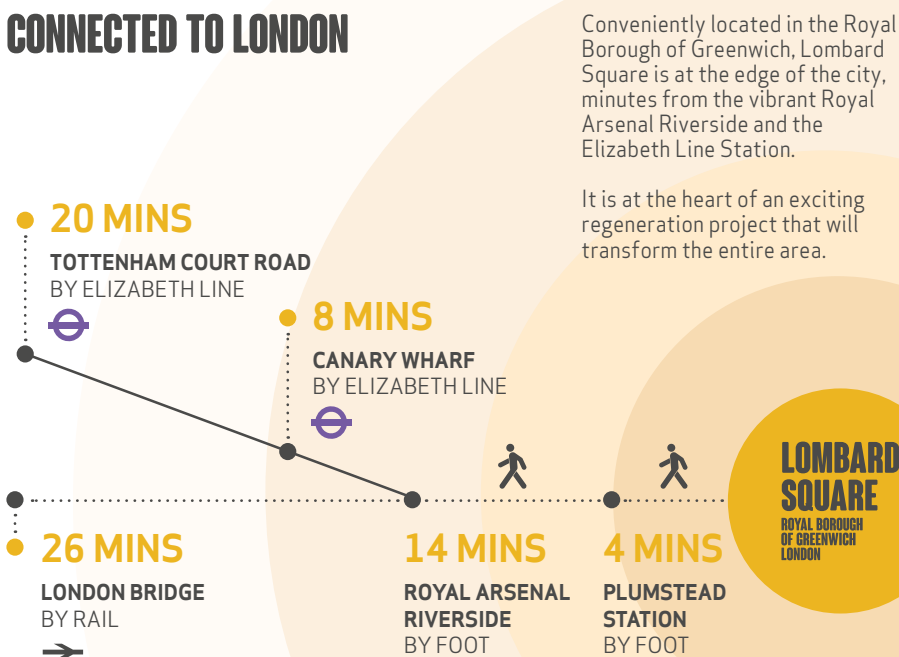 CONNECTED TO LONDON
Conveniently located in the Royal
Borough of Greenwich, Lombard
Square is at the edge of the city,
minutes from the vibrant Royal
Arsenal Riverside and the
Elizabeth Line Station.
It is at the heart of an exciting
regeneration project that will
transform the entire area.
20 MINS
TOTTENHAM COURT ROAD
BY ELIZABETH LINE
8 MINS
CANARY WHARF
BY ELIZABETH LINE
LOMBARD
SQUARE
ROYAL BOROUGH
OF GREENWICH
LONDON
26 MINS
LONDON BRIDGE
BY RAIL
14 MINS
ROYAL ARSENAL
RIVERSIDE
BY FOOT
4 MINS
PLUMSTEAD
STATION
BY FOOT